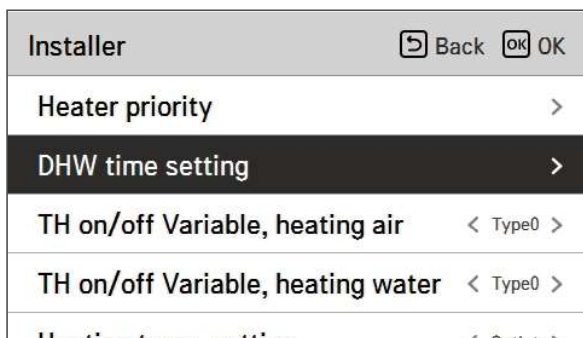 Installer Back OK OK
Heater priority >
DHW time setting >
TH on/off Variable, heating air < Type0 >
TH on/off Variable, heating water < Type0 >